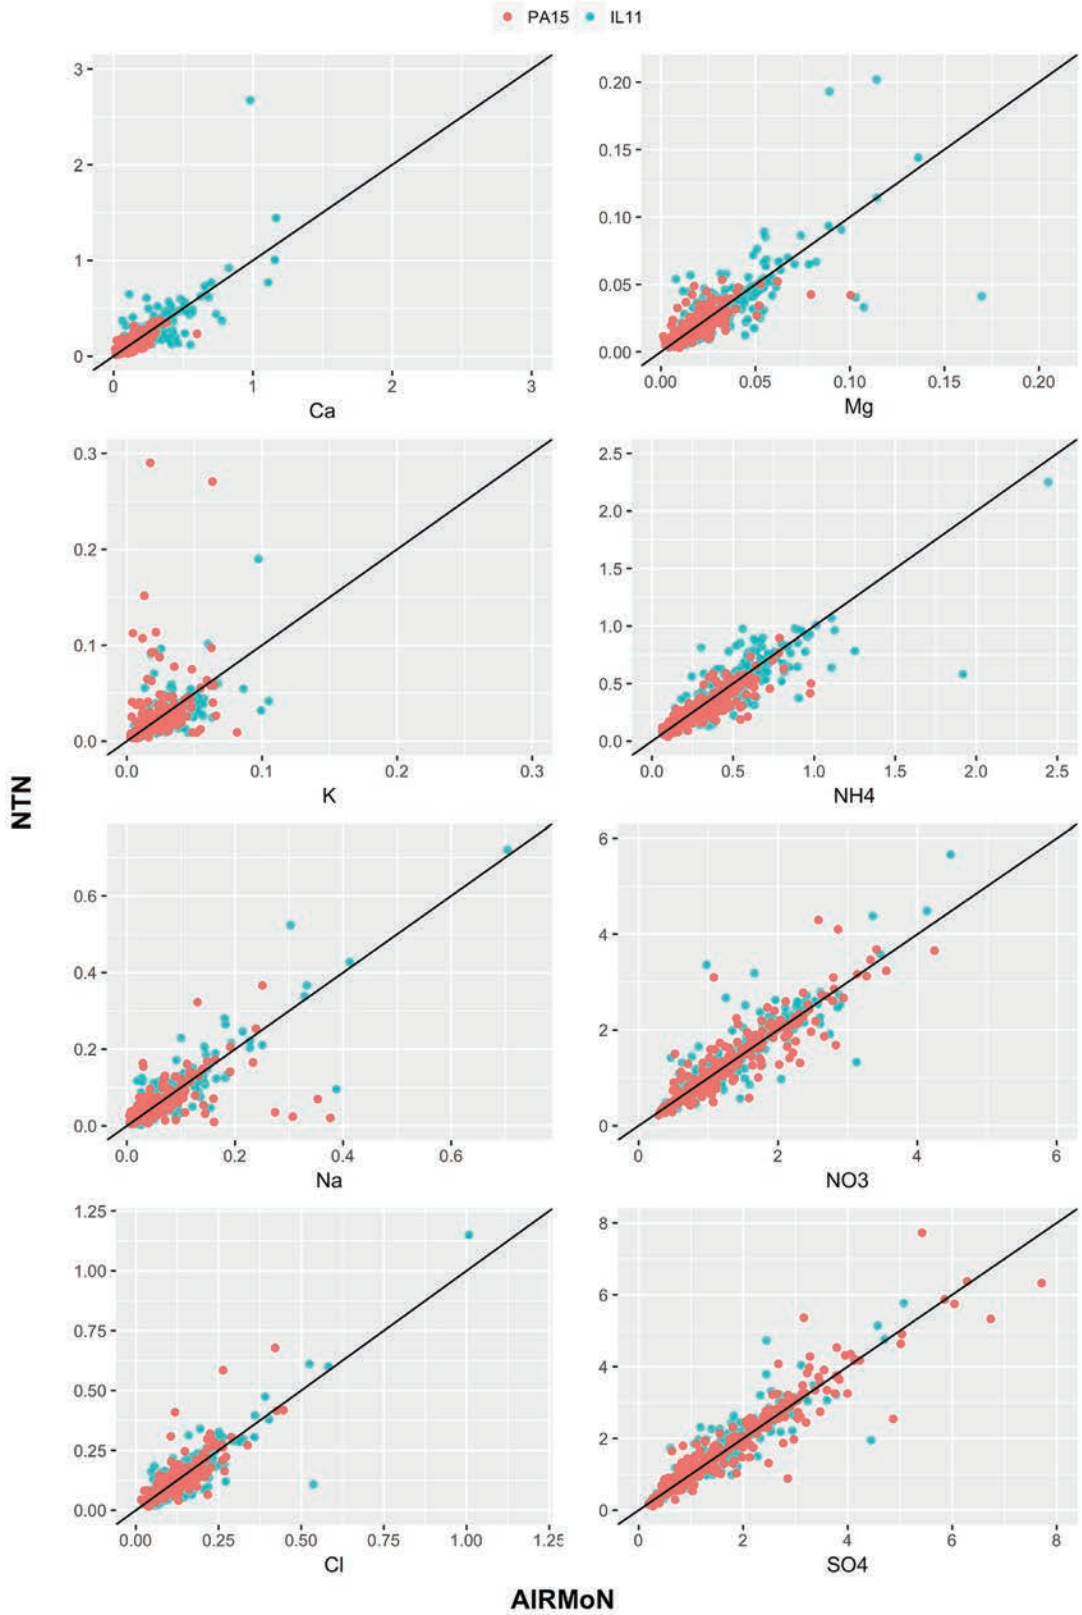 PA15 IL11
3
2
1
0
0 1 2 3
Ca
0.20
0.15
0.10
0.05
0.00
0.00 0.05 0.10 0.15 0.20
Mg
0.3
0.2
0.1
0.0
0.0 0.1 0.2 0.3
K
2.5
2.0
1.5
1.0
0.5
0.0
0.0 0.5 1.0 1.5 2.0 2.5
NH4
NTN
0.6
0.4
0.2
0.0
0.0 0.2 0.4 0.6
Na
6
4
2
0
0 2 4 6
NO3
1.25
1.00
0.75
0.50
0.25
0.00
0.00 0.25 0.50 0.75 1.00 1.25
Cl
8
6
4
2
0
0 2 4 6 8
SO4
AIRMoN